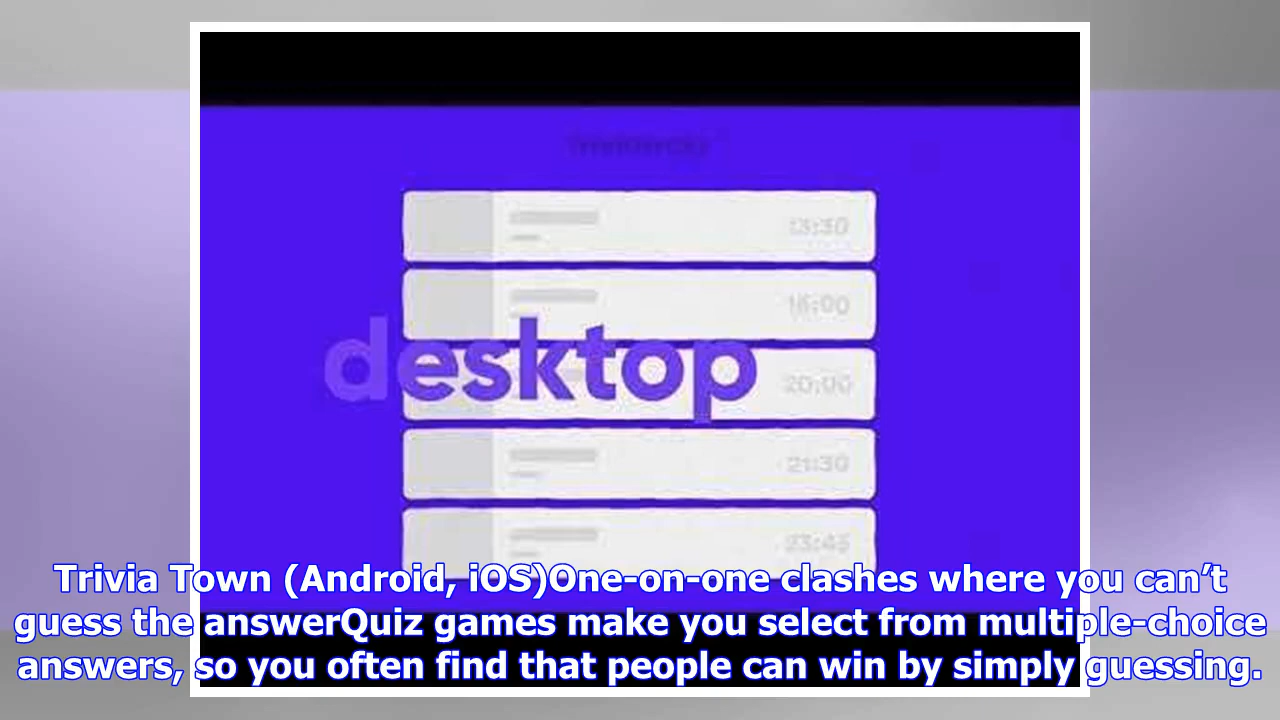 13:30
16:00
desktop
20:00
21:30
23:45
Trivia Town (Android, iOS)One-on-one clashes where you can’t
guess the answerQuiz games make you select from multiple-choice
answers, so you often find that people can win by simply guessing.